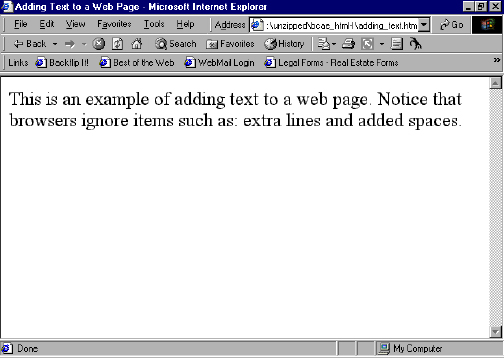 Adding Text to a Web Page - Microsoft Internet Explorer
File Edit View Favorites Tools Help Address :\unzipped\bcae_html-I\adding_text.htm Go
Back Search Favorites History
Links Backflip It! Best of the Web WebMail Login Legal Forms - Real Estate Forms
This is an example of adding text to a web page. Notice that
browsers ignore items such as: extra lines and added spaces.
Done My Computer